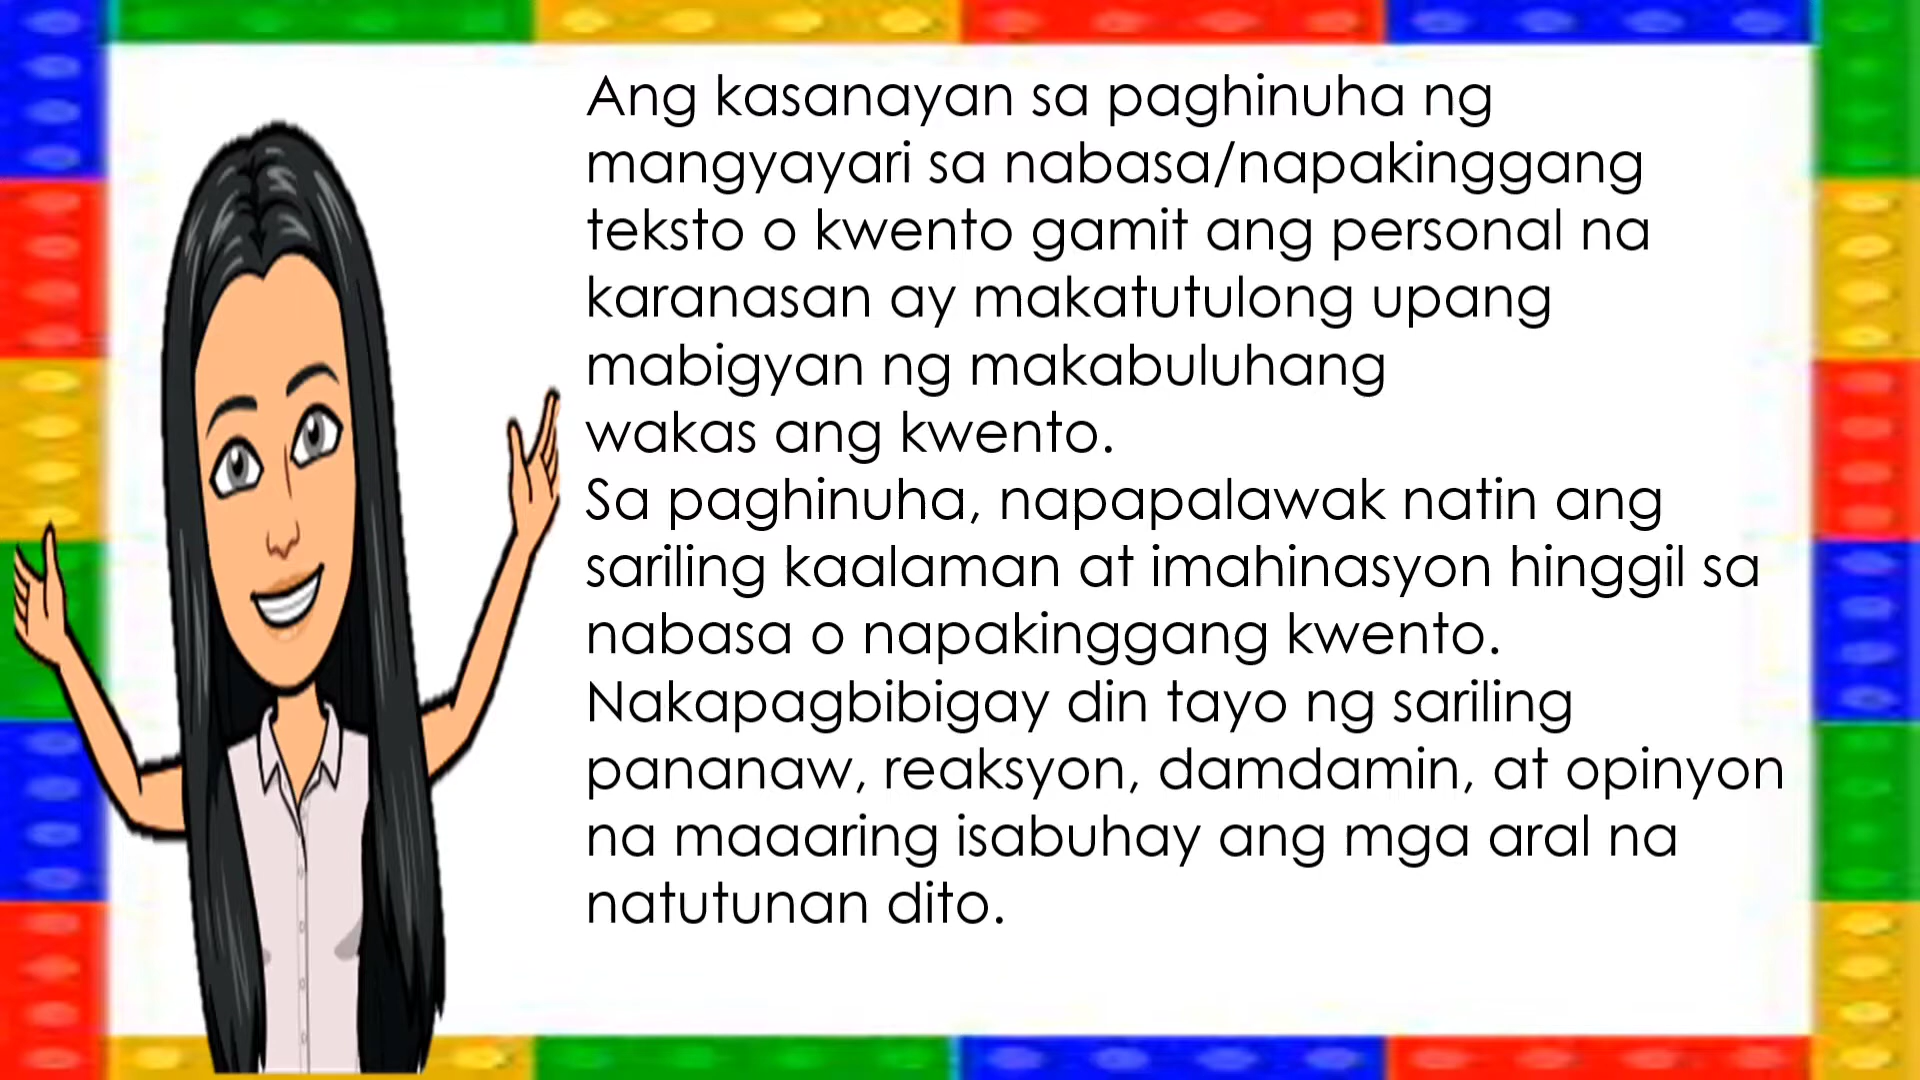 Ang kasanayan sa paghinuha ng
mangyayari sa nabasa/napakinggang
teksto o kwento gamit ang personal na
karanasan ay makatutulong upang
mabigyan ng makabuluhang
wakas ang kwento.
Sa paghinuha, napapalawak natin ang
sariling kaalaman at imahinasyon hinggil sa
nabasa o napakinggang kwento.
Nakapagbibigay din tayo ng sariling
pananaw, reaksyon, damdamin, at opinyon
na maaaring isabuhay ang mga aral na
natutunan dito.